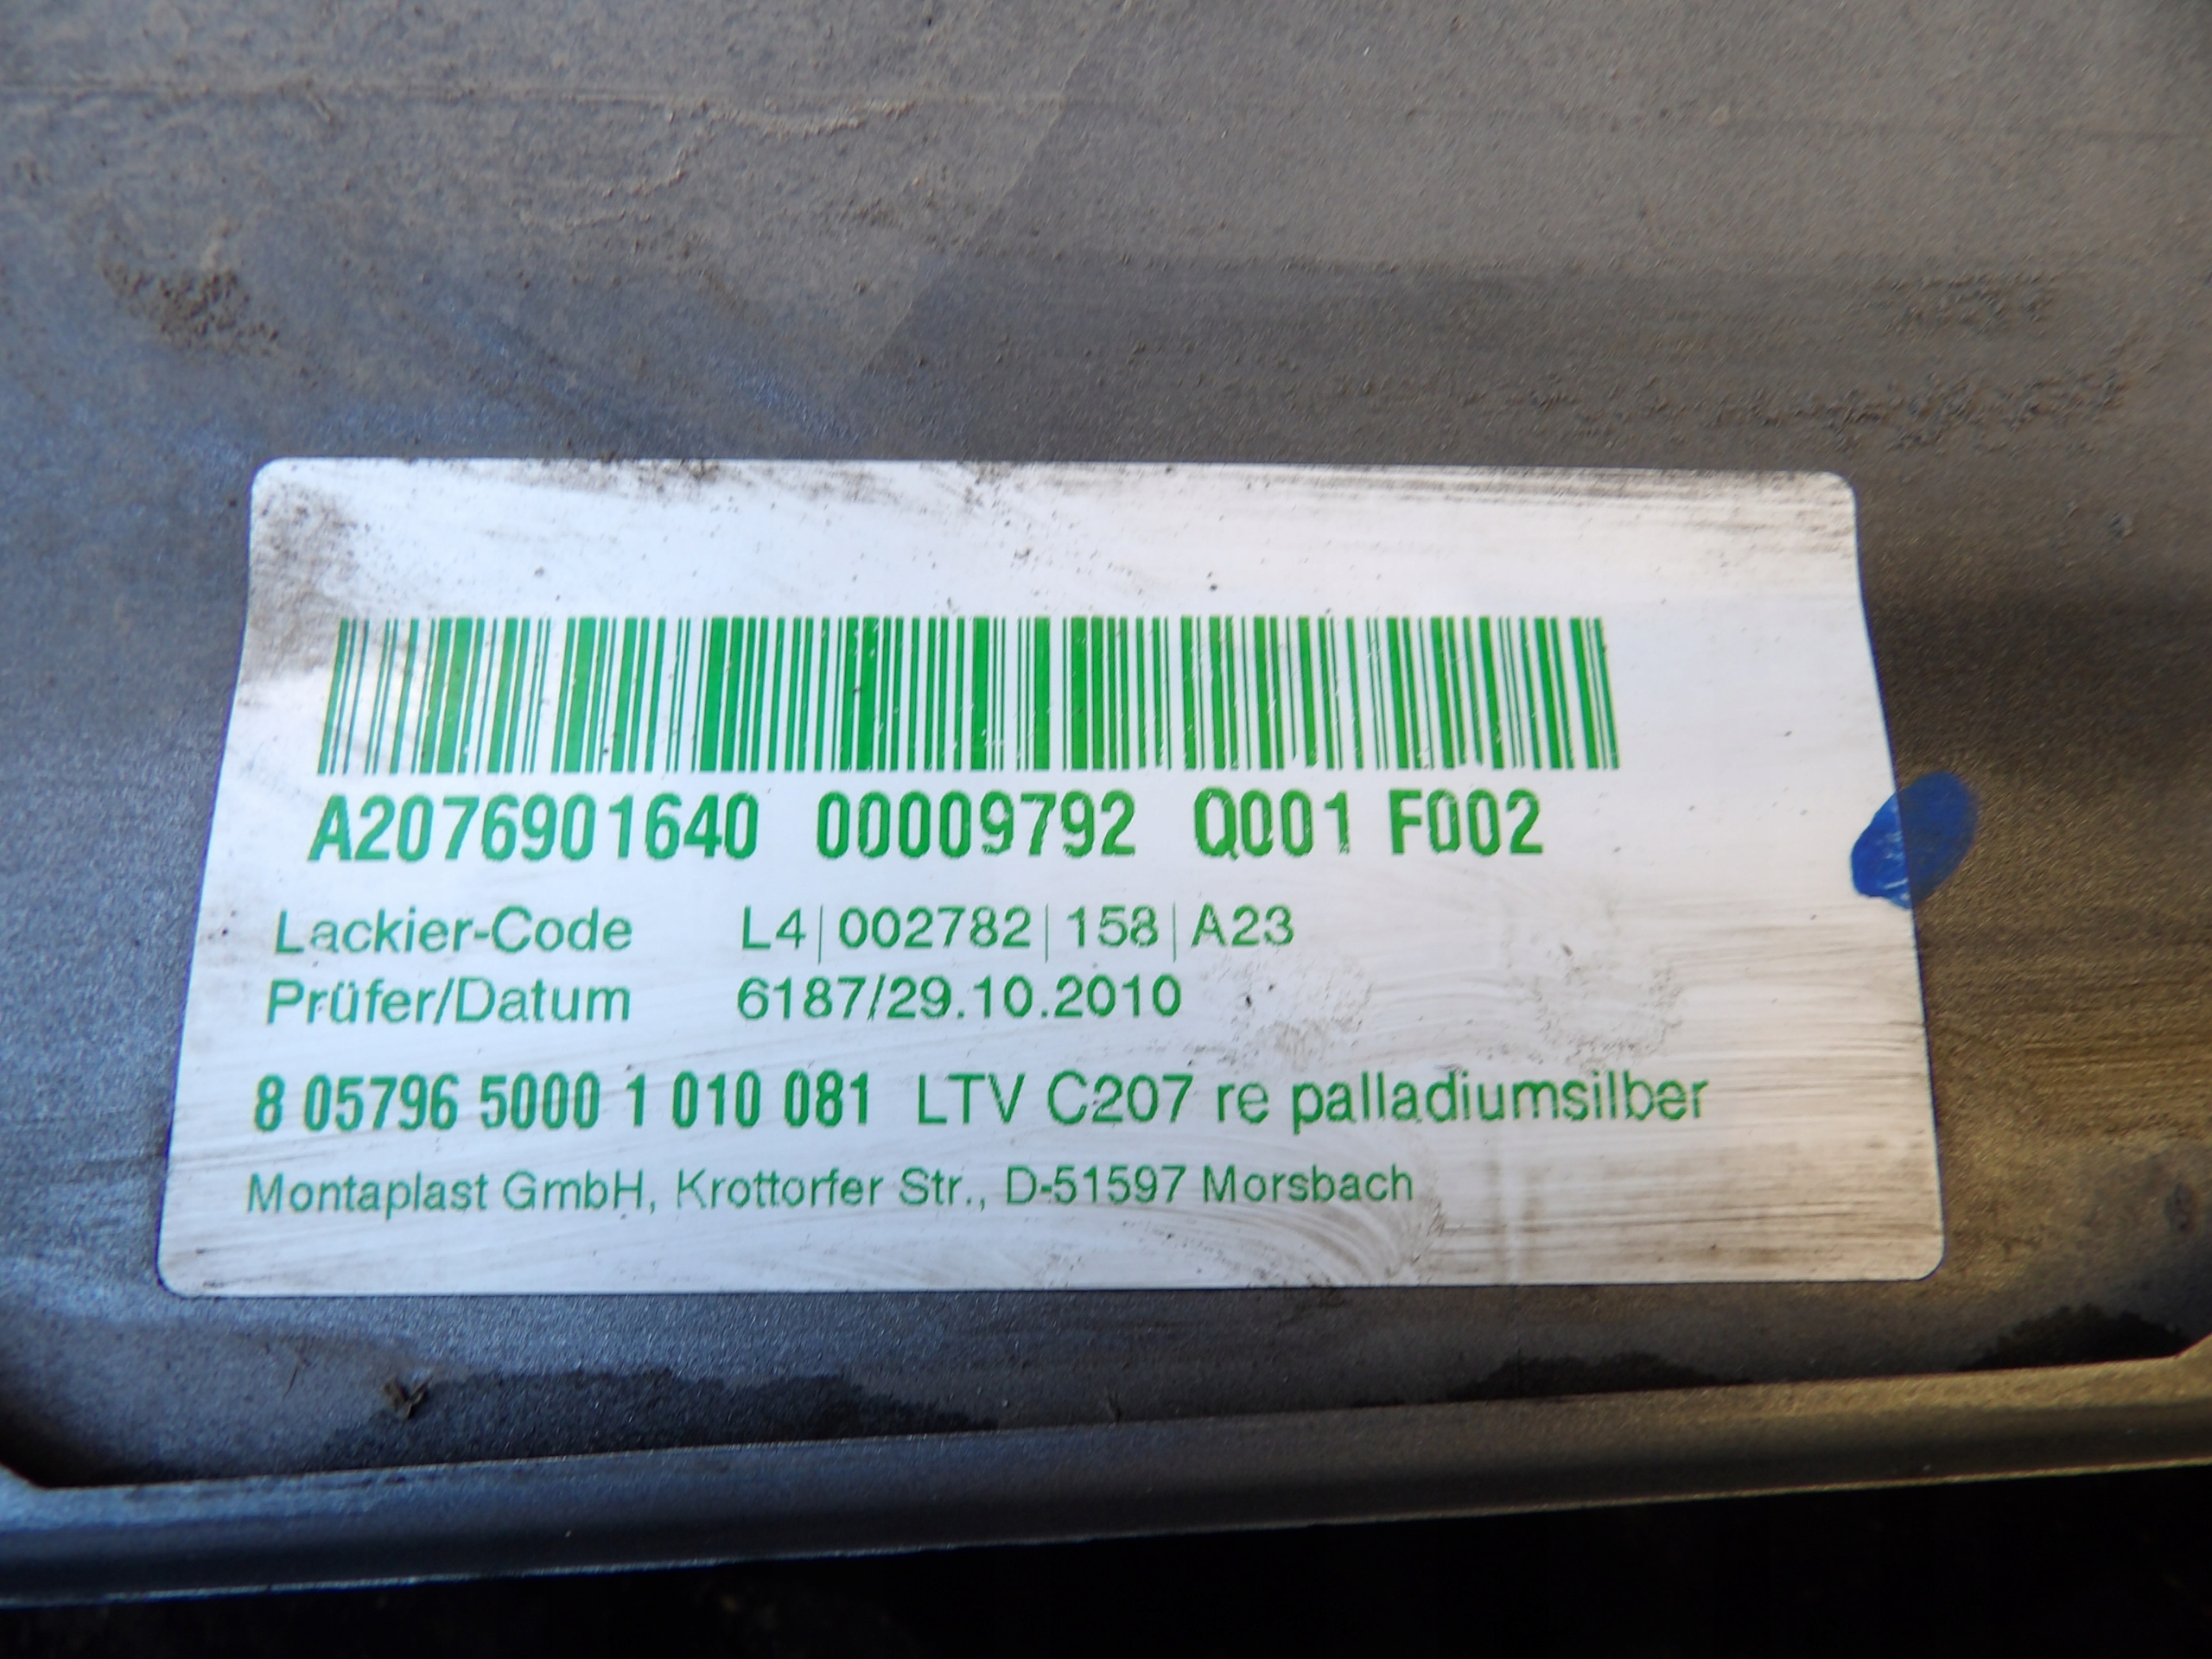 A2076901640 00009792 Q001 F002
Lackier-Code L4|002782|158|A23
Prüfer/Datum 6187/29.10.2010
8 05796 5000 1 010 081 LTV C207 re palladiumsilber
Montaplast GmbH, Krottorfer Str., D-51597 Morsbach